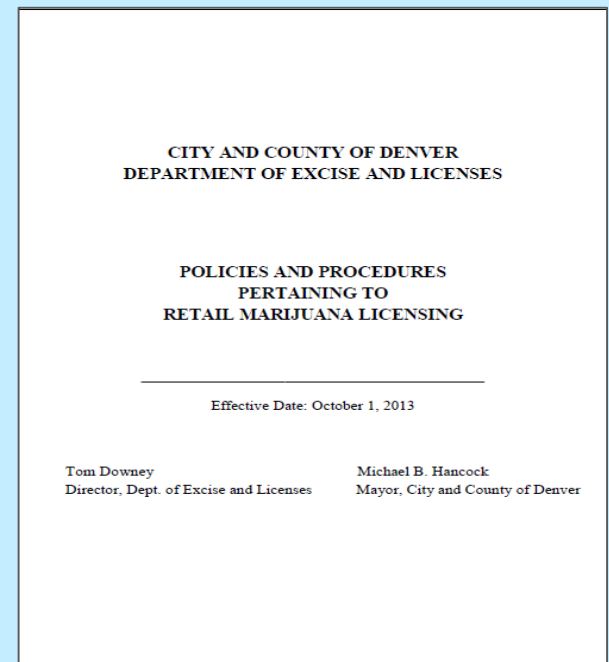 CITY AND COUNTY OF DENVER
DEPARTMENT OF EXCISE AND LICENSES
POLICIES AND PROCEDURES
PERTAINING TO
RETAIL MARIJUANA LICENSING
Effective Date: October 1, 2013
Tom Downey Michael B. Hancock
Director, Dept. of Excise and Licenses Mayor, City and County of Denver